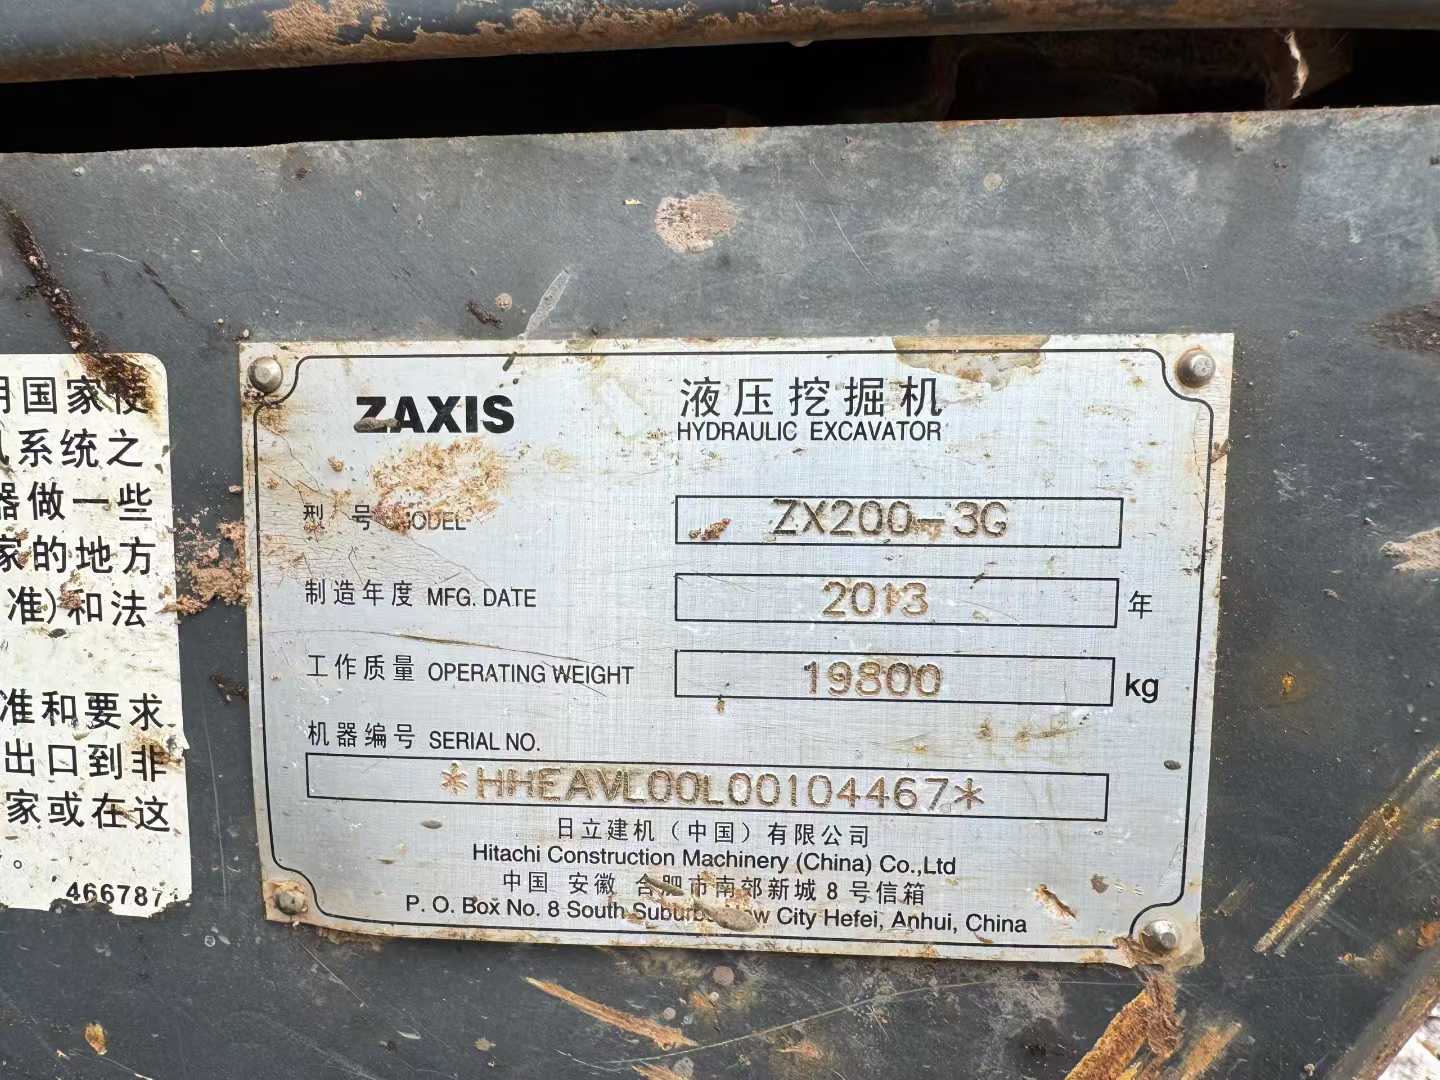 国家使
系统之
器做一些
家的地方
准)和法
准和要求
出口到非
家或在这
。
466787
ZAXIS
液压挖掘机
HYDRAULIC EXCAVATOR
型号 MODEL ZX200-3G
制造年度 MFG. DATE 2013 年
工作质量 OPERATING WEIGHT 19800 kg
机器编号 SERIAL NO.
*HHEAVL00L00104467*
日立建机（中国）有限公司
Hitachi Construction Machinery (China) Co.,Ltd
中国 安徽 合肥市南郊新城 8 号信箱
P. O. Box No. 8 South City Hefei, Anhui, China